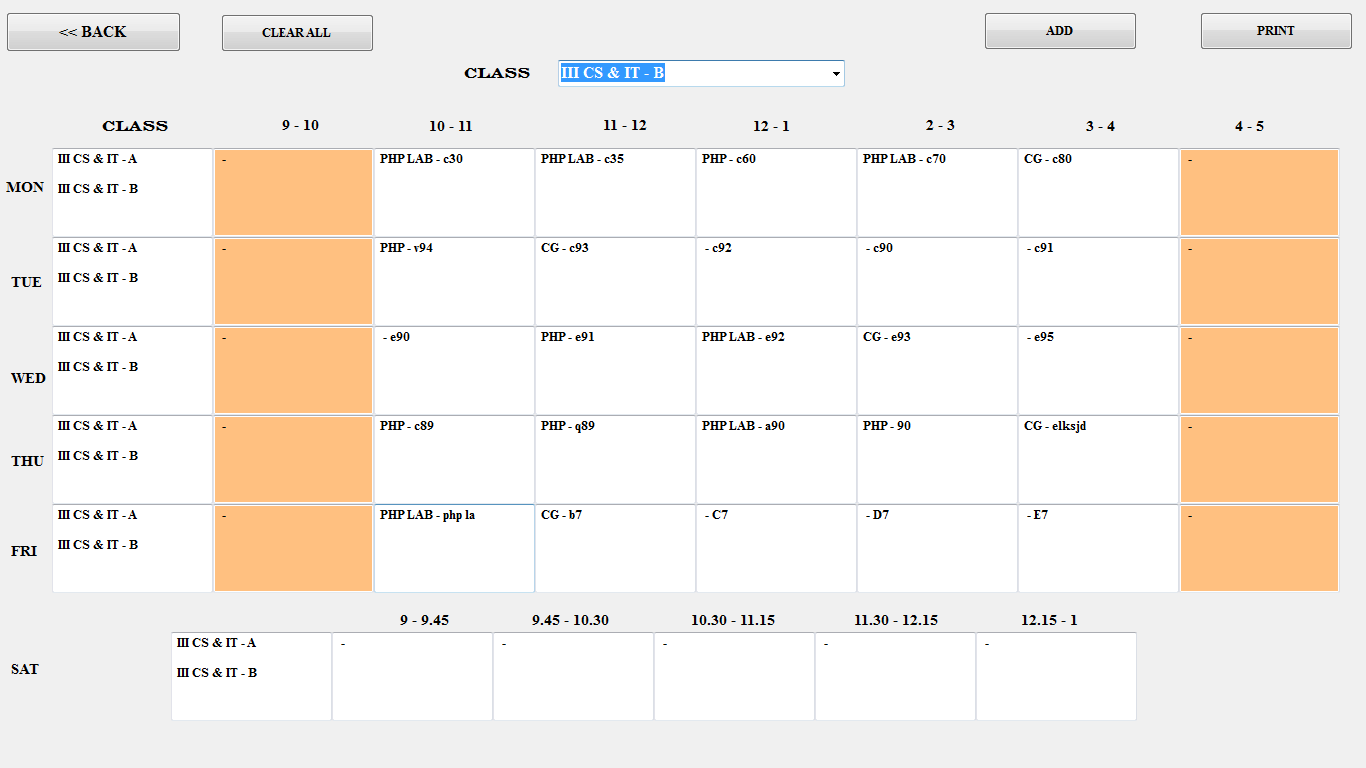 << BACK
CLEAR ALL
ADD
PRINT
CLASS III CS & IT - B
CLASS 9 - 10 10 - 11 11 - 12 12 - 1 2 - 3 3 - 4 4 - 5
MON
III CS & IT - A - PHP LAB - c30 PHP LAB - c35 PHP - c60 PHP LAB - c70 CG - c80 -
III CS & IT - B
TUE
III CS & IT - A - PHP - v94 CG - c93 - c92 - c90 - c91 -
III CS & IT - B
WED
III CS & IT - A - - e90 PHP - e91 PHP LAB - e92 CG - e93 - e95 -
III CS & IT - B
THU
III CS & IT - A - PHP - c89 PHP - q89 PHP LAB - a90 PHP - 90 CG - elksjd -
III CS & IT - B
FRI
III CS & IT - A - PHP LAB - php la CG - b7 - C7 - D7 - E7 -
III CS & IT - B
9 - 9.45 9.45 - 10.30 10.30 - 11.15 11.30 - 12.15 12.15 - 1
SAT
III CS & IT - A - - - - -
III CS & IT - B